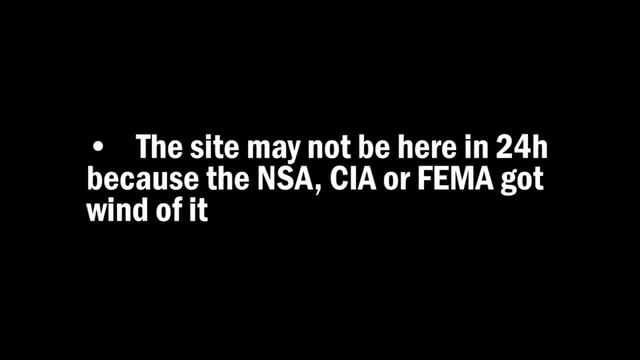 • The site may not be here in 24h
because the NSA, CIA or FEMA got
wind of it